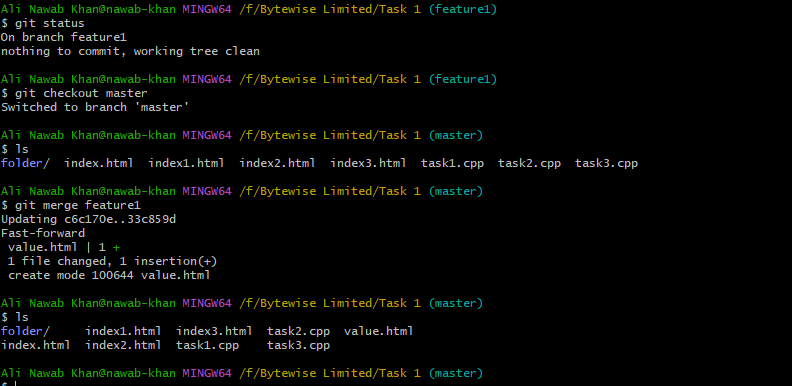 Ali Nawab Khan@nawab-khan MINGW64 /f/Bytewise Limited/Task 1 (feature1)
$ git status
On branch feature1
nothing to commit, working tree clean

Ali Nawab Khan@nawab-khan MINGW64 /f/Bytewise Limited/Task 1 (feature1)
$ git checkout master
Switched to branch 'master'

Ali Nawab Khan@nawab-khan MINGW64 /f/Bytewise Limited/Task 1 (master)
$ ls
folder/  index.html  index1.html  index2.html  index3.html  task1.cpp  task2.cpp  task3.cpp

Ali Nawab Khan@nawab-khan MINGW64 /f/Bytewise Limited/Task 1 (master)
$ git merge feature1
Updating c6c170e..33c859d
Fast-forward
 value.html | 1 +
 1 file changed, 1 insertion(+)
 create mode 100644 value.html

Ali Nawab Khan@nawab-khan MINGW64 /f/Bytewise Limited/Task 1 (master)
$ ls
folder/     index1.html  index3.html  task2.cpp  value.html
index.html  index2.html  task1.cpp    task3.cpp

Ali Nawab Khan@nawab-khan MINGW64 /f/Bytewise Limited/Task 1 (master)
$